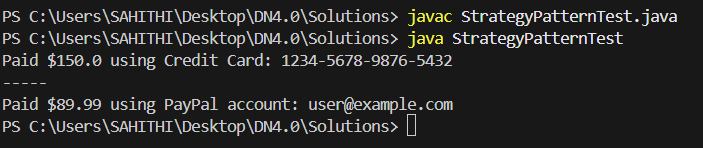 PS C:\Users\SAHITHI\Desktop\DN4.0\Solutions> javac StrategyPatternTest.java
PS C:\Users\SAHITHI\Desktop\DN4.0\Solutions> java StrategyPatternTest
Paid $150.0 using Credit Card: 1234-5678-9876-5432
-----
Paid $89.99 using PayPal account: user@example.com
PS C:\Users\SAHITHI\Desktop\DN4.0\Solutions>